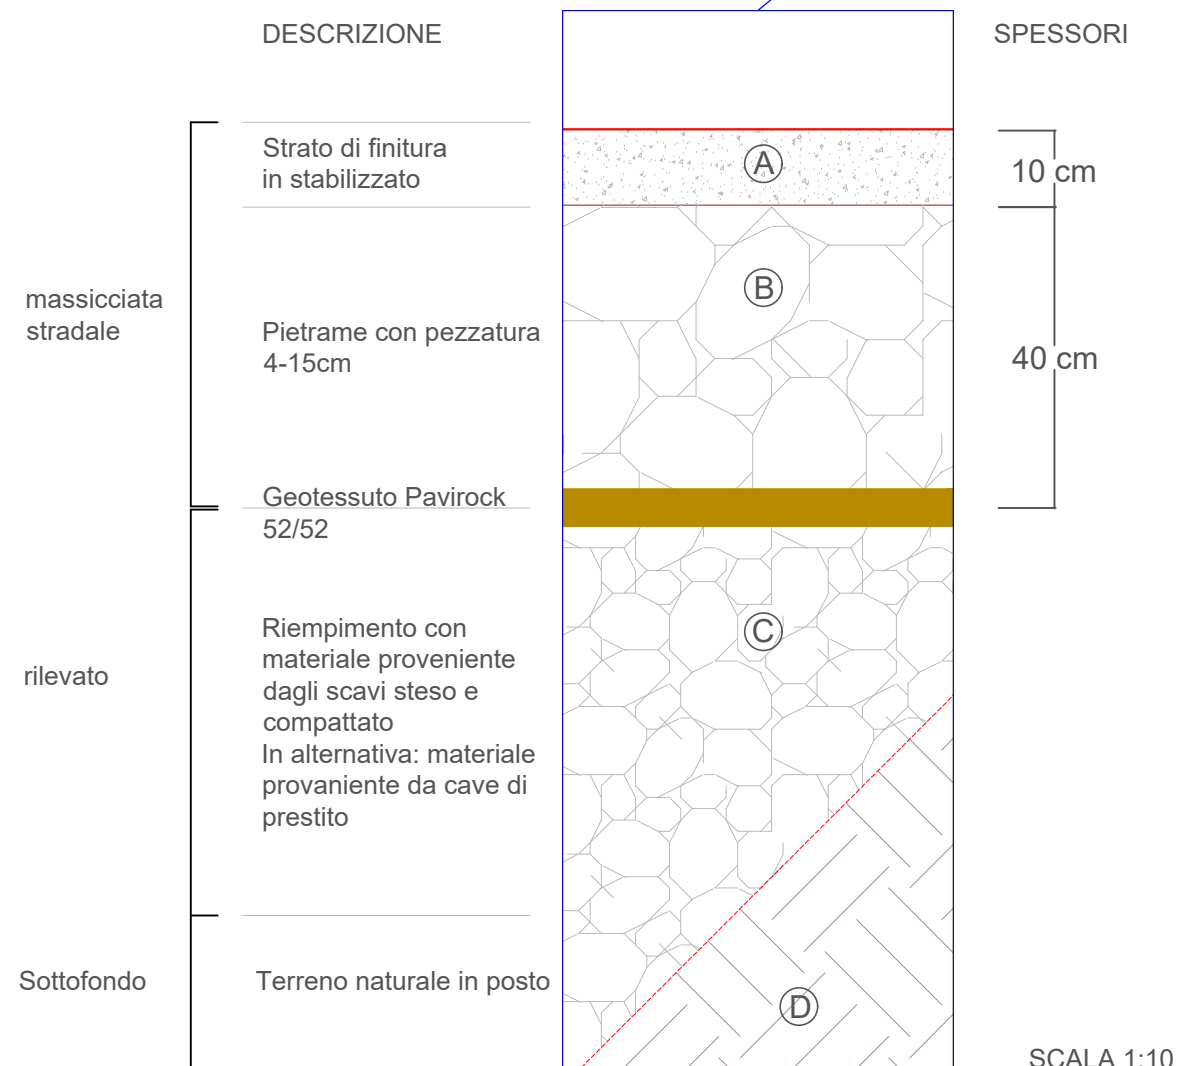 DESCRIZIONE
SPESSORI
Strato di finitura
in stabilizzato
A
10 cm
massicciata
stradale
B
Pietrame con pezzatura
4-15cm
40 cm
Geotessuto Pavirock
52/52
rilevato
Riempimento con
materiale proveniente
dagli scavi steso e
compattato
In alternativa: materiale
provaniente da cave di
prestito
C
Sottofondo
Terreno naturale in posto
D
SCALA 1:10